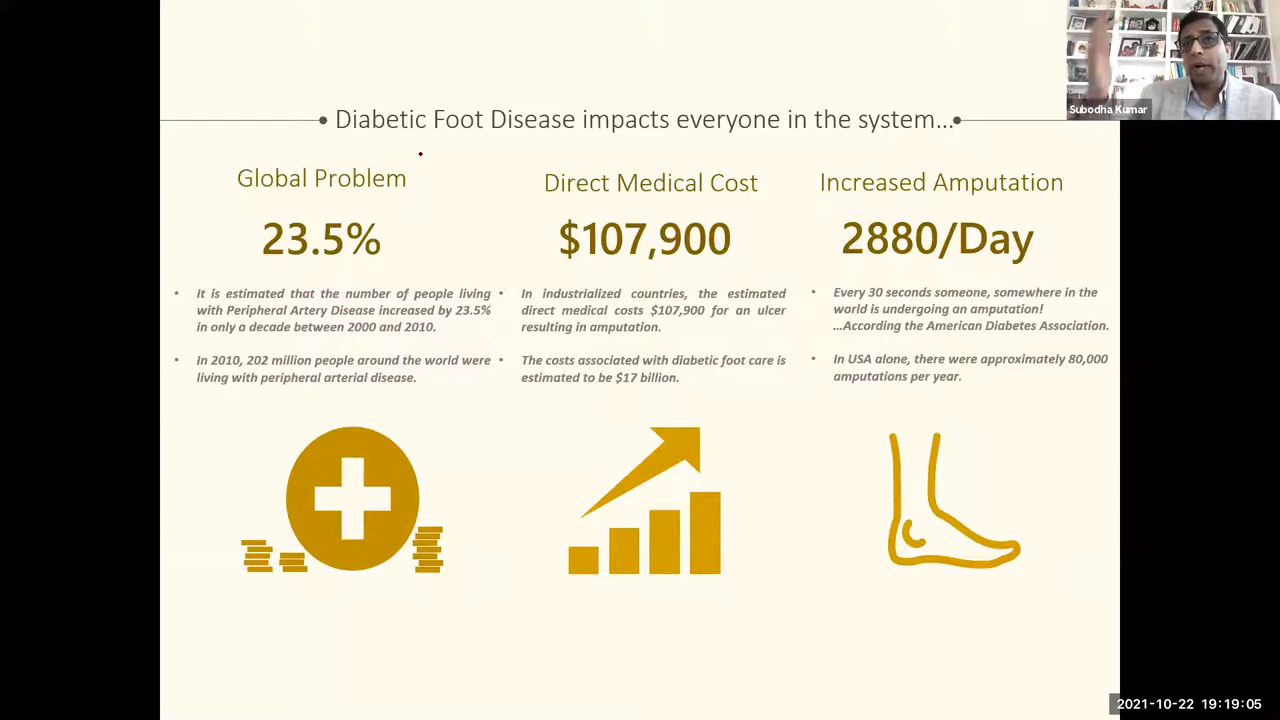 Subodha Kumar
Diabetic Foot Disease impacts everyone in the system...
Global Problem
23.5%
• It is estimated that the number of people living
with Peripheral Artery Disease increased by 23.5%
in only a decade between 2000 and 2010.
• In 2010, 202 million people around the world were
living with peripheral arterial disease.
Direct Medical Cost
$107,900
• In industrialized countries, the estimated
direct medical costs $107,900 for an ulcer
resulting in amputation.
• The costs associated with diabetic foot care is
estimated to be $17 billion.
Increased Amputation
2880/Day
• Every 30 seconds someone, somewhere in the
world is undergoing an amputation!
...According the American Diabetes Association.
• In USA alone, there were approximately 80,000
amputations per year.
2021-10-22 19:19:05